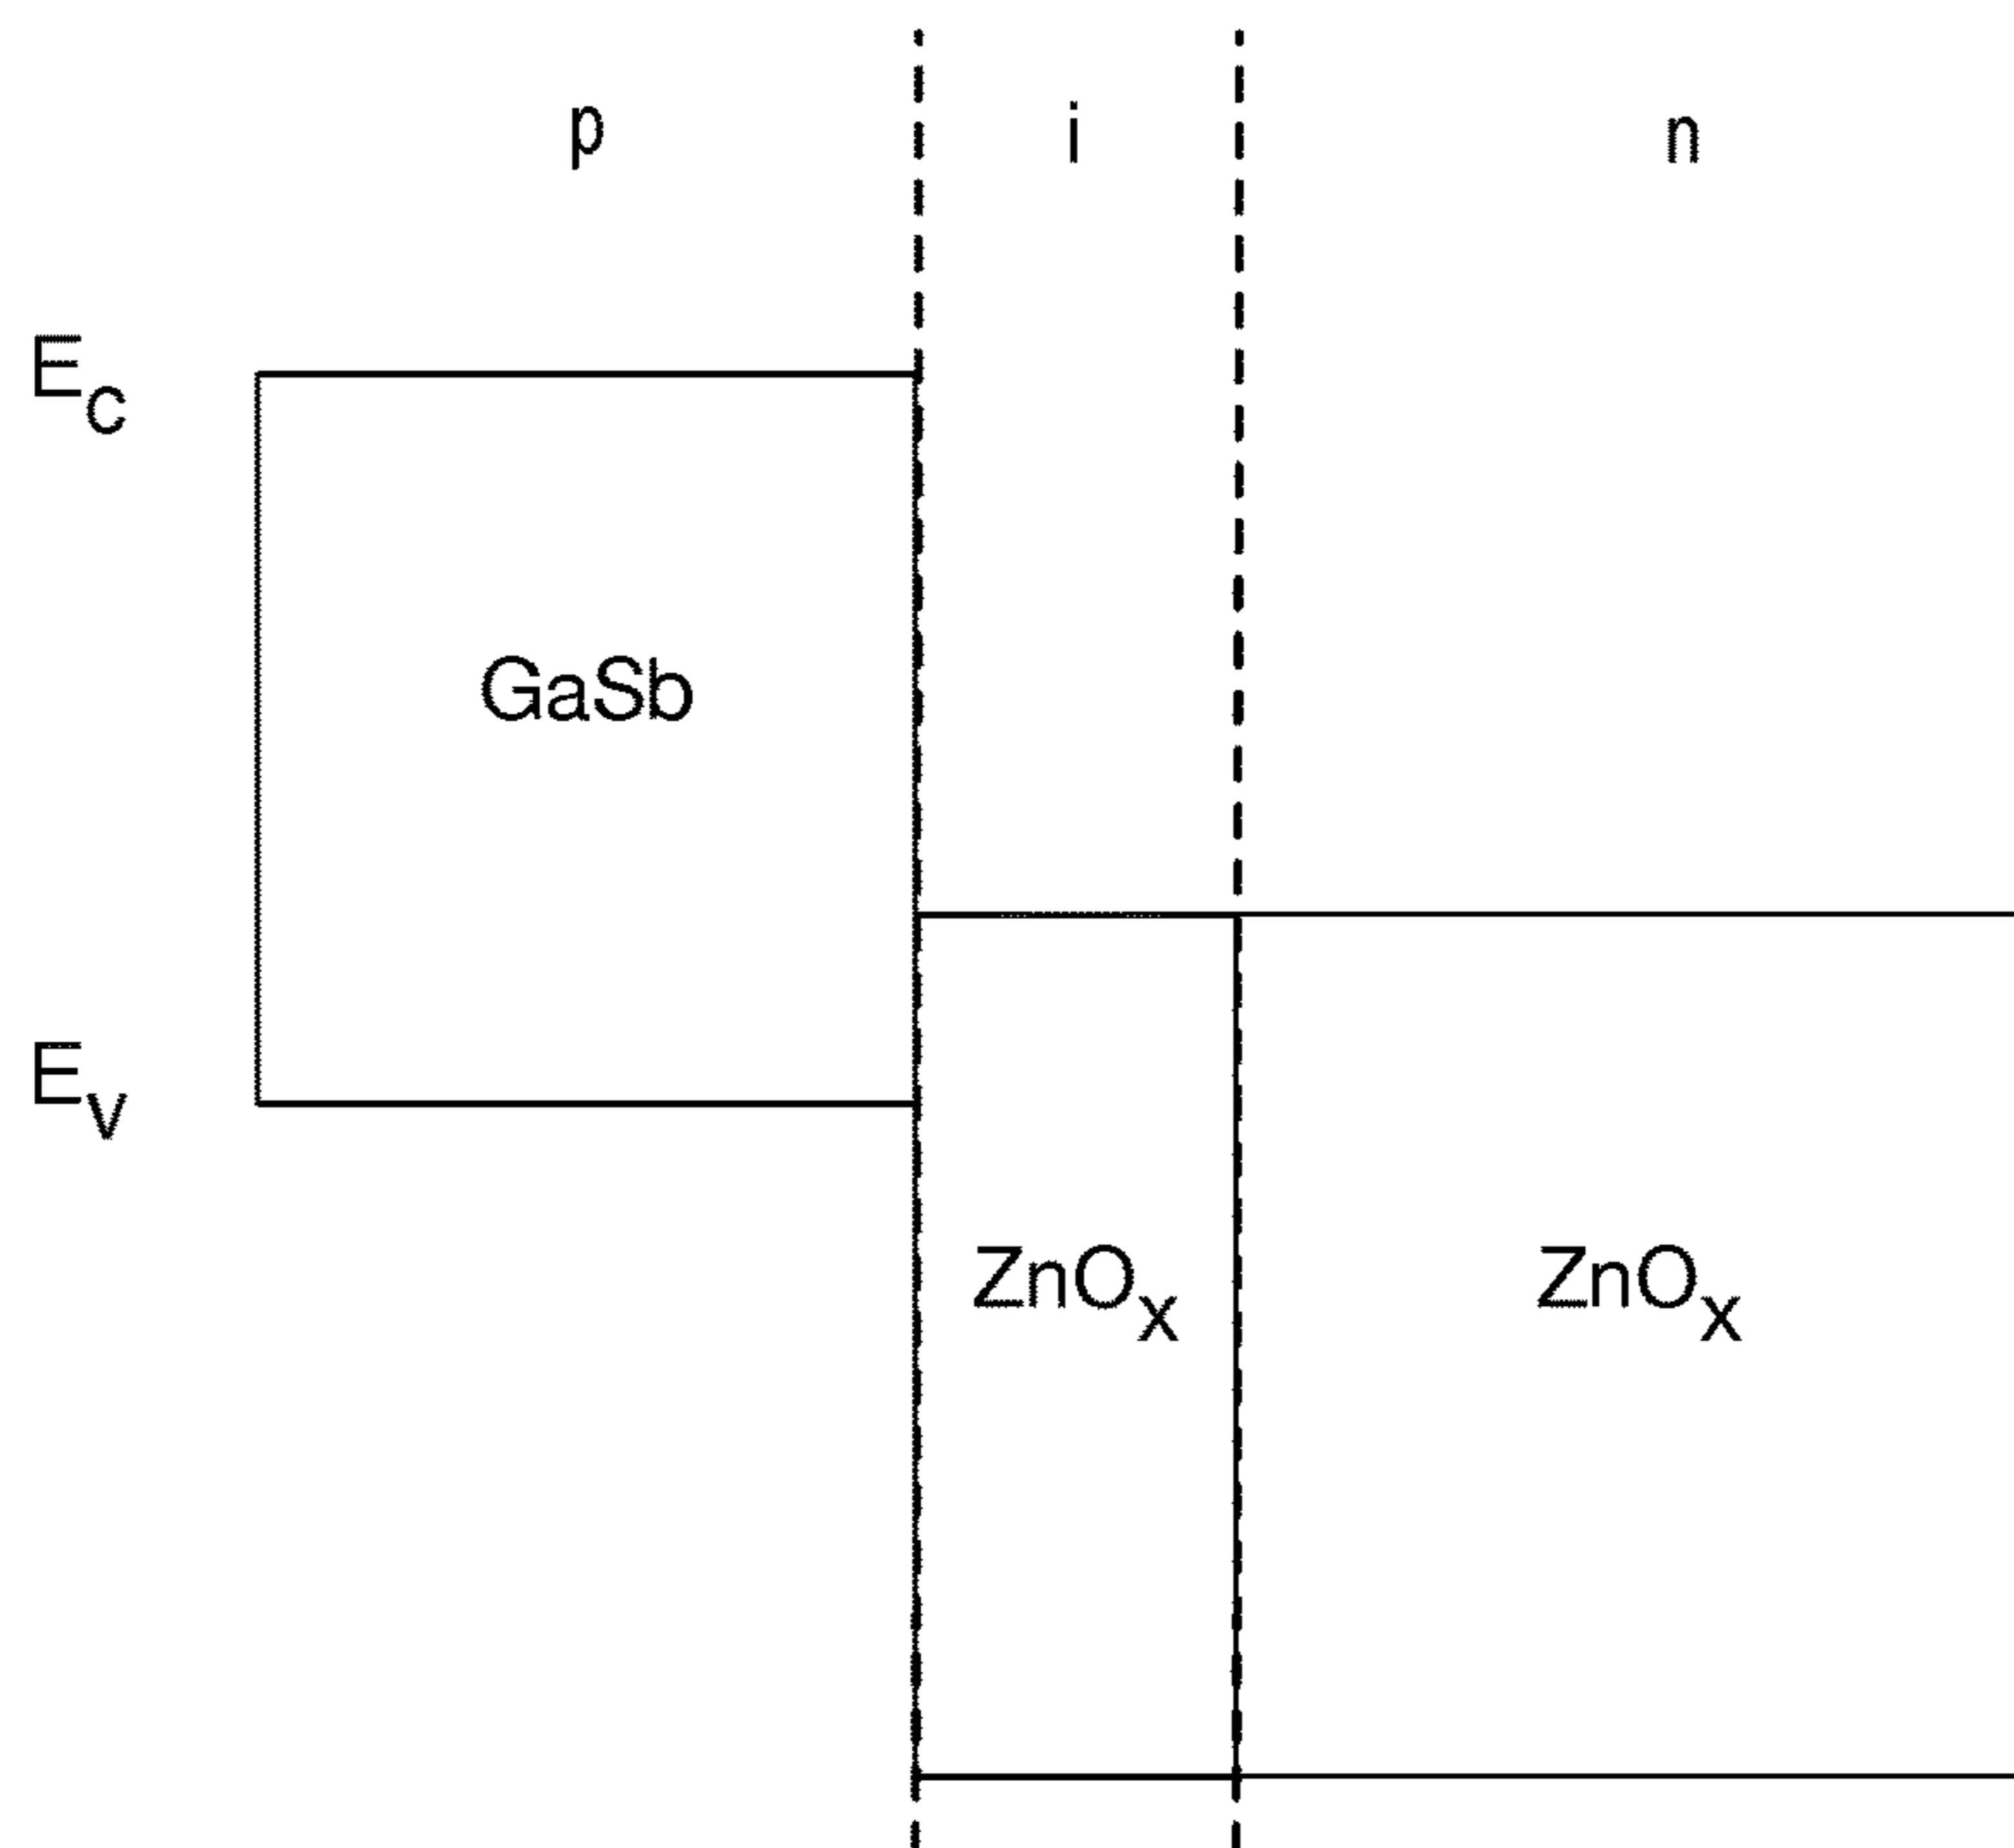 p i n
E_C
GaSb
E_V
ZnO_x ZnO_x